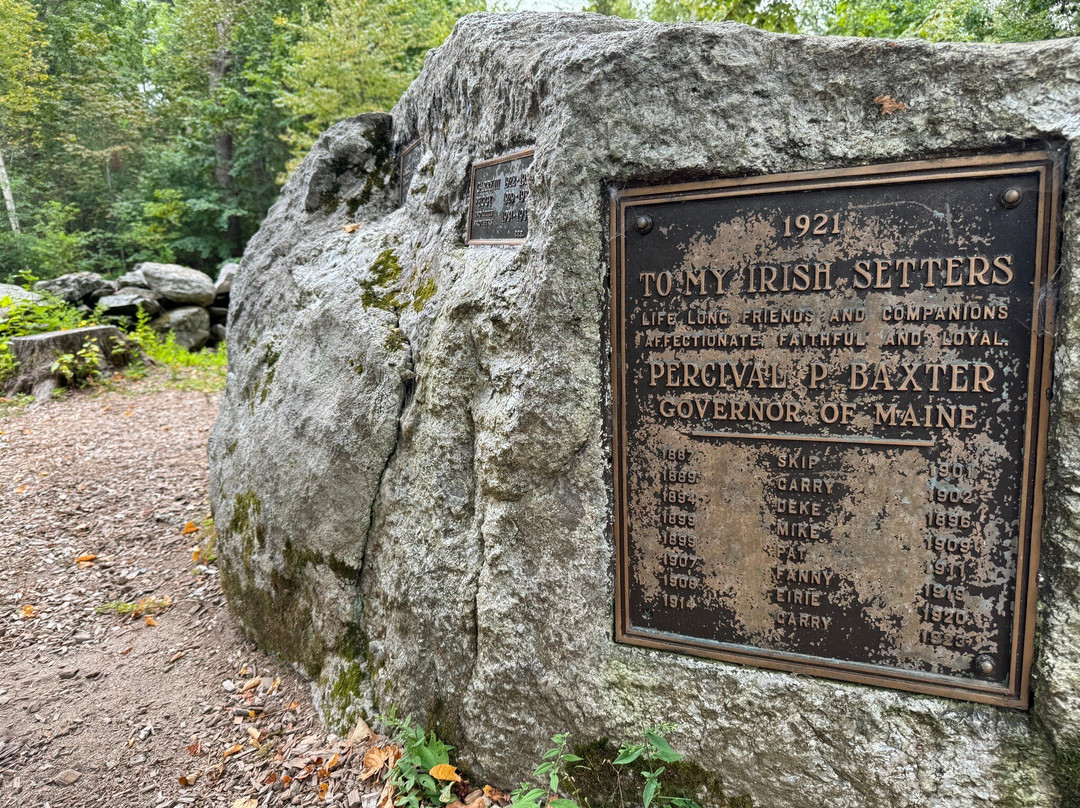 1921
TO MY IRISH SETTERS
LIFE LONG FRIENDS AND COMPANIONS
AFFECTIONATE, FAITHFUL AND LOYAL.
PERCIVAL P. BAXTER
GOVERNOR OF MAINE
1887 SKIP 1901
1889 GARRY 1902
1894 DEKE 1896
1899 MIKE 1909
1899 PAT 1911
1907 FANNY 1919
1908 EIRIE 1920
1914 GARRY 1923